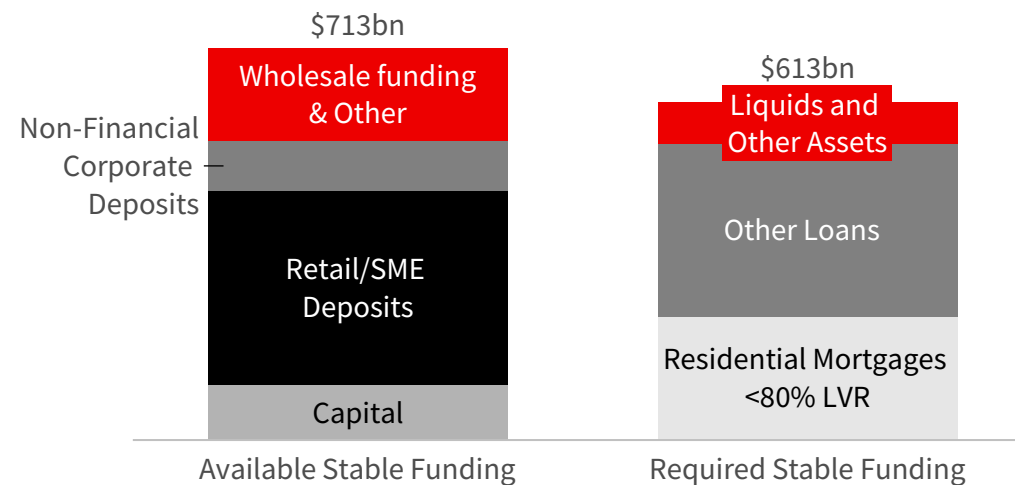 $713bn
Wholesale funding
& Other
Non-Financial
Corporate
Deposits
Retail/SME
Deposits
Capital
Available Stable Funding
$613bn
Liquids and
Other Assets
Other Loans
Residential Mortgages
<80% LVR
Required Stable Funding